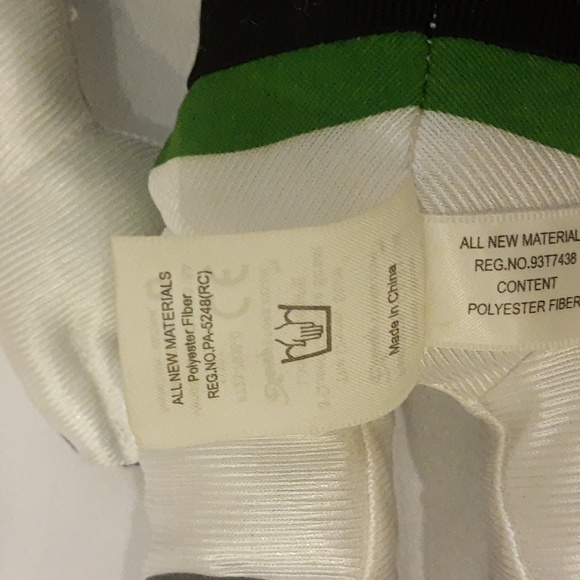 ALL NEW MATERIALS
Polyester Fiber
REG.NO.PA-5248(RC)
Made In China
ALL NEW MATERIAL
REG.NO.93T7438
CONTENT
POLYESTER FIBER